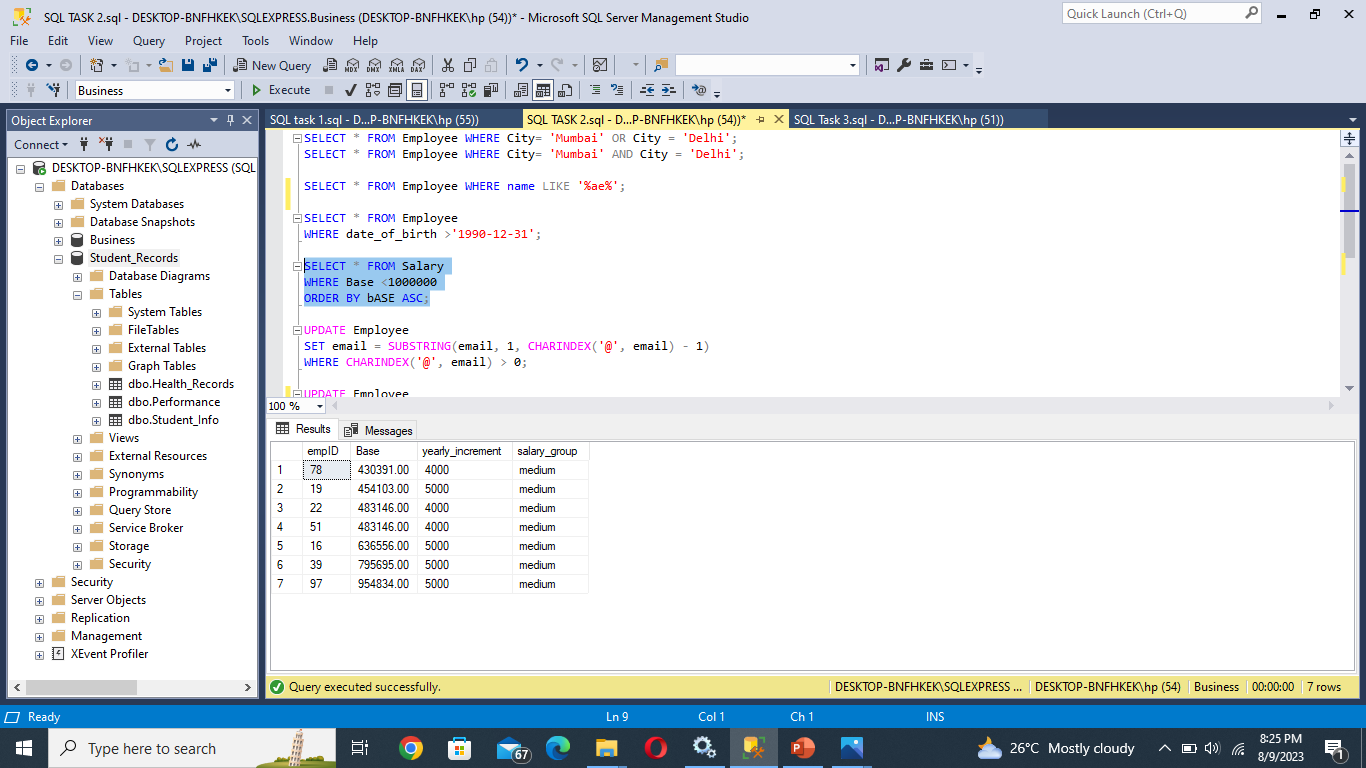 SQL TASK 2.sql - DESKTOP-BNFHKEK\SQLEXPRESS.Business (DESKTOP-BNFHKEK\hp (54))* - Microsoft SQL Server Management Studio
Quick Launch (Ctrl+Q)
File Edit View Query Project Tools Window Help
New Query
MDX DMX XMLA DAX
Business
Execute
Object Explorer
Connect
DESKTOP-BNFHKEK\SQLEXPRESS (SQL
Databases
System Databases
Database Snapshots
Business
Student_Records
Database Diagrams
Tables
System Tables
FileTables
External Tables
Graph Tables
dbo.Health_Records
dbo.Performance
dbo.Student_Info
Views
External Resources
Synonyms
Programmability
Query Store
Service Broker
Storage
Security
Security
Server Objects
Replication
Management
XEvent Profiler
SQL task 1.sql - D...P-BNFHKEK\hp (55)) SQL TASK 2.sql - D...P-BNFHKEK\hp (54))* SQL Task 3.sql - D...P-BNFHKEK\hp (51))
SELECT * FROM Employee WHERE City= 'Mumbai' OR City = 'Delhi';
SELECT * FROM Employee WHERE City= 'Mumbai' AND City = 'Delhi';
SELECT * FROM Employee WHERE name LIKE '%ae%';
SELECT * FROM Employee
WHERE date_of_birth >'1990-12-31';
SELECT * FROM Salary
WHERE Base <1000000
ORDER BY bASE ASC;
UPDATE Employee
SET email = SUBSTRING(email, 1, CHARINDEX('@', email) - 1)
WHERE CHARINDEX('@', email) > 0;
UPDATE Employee
100 %
Results Messages
empID Base yearly_increment salary_group
1 78 430391.00 4000 medium
2 19 454103.00 5000 medium
3 22 483146.00 4000 medium
4 51 483146.00 4000 medium
5 16 636556.00 5000 medium
6 39 795695.00 5000 medium
7 97 954834.00 5000 medium
Query executed successfully. DESKTOP-BNFHKEK\SQLEXPRESS ... DESKTOP-BNFHKEK\hp (54) Business 00:00:00 7 rows
Ready Ln 9 Col 1 Ch 1 INS
Type here to search
67
26°C Mostly cloudy
8:25 PM
8/9/2023
1